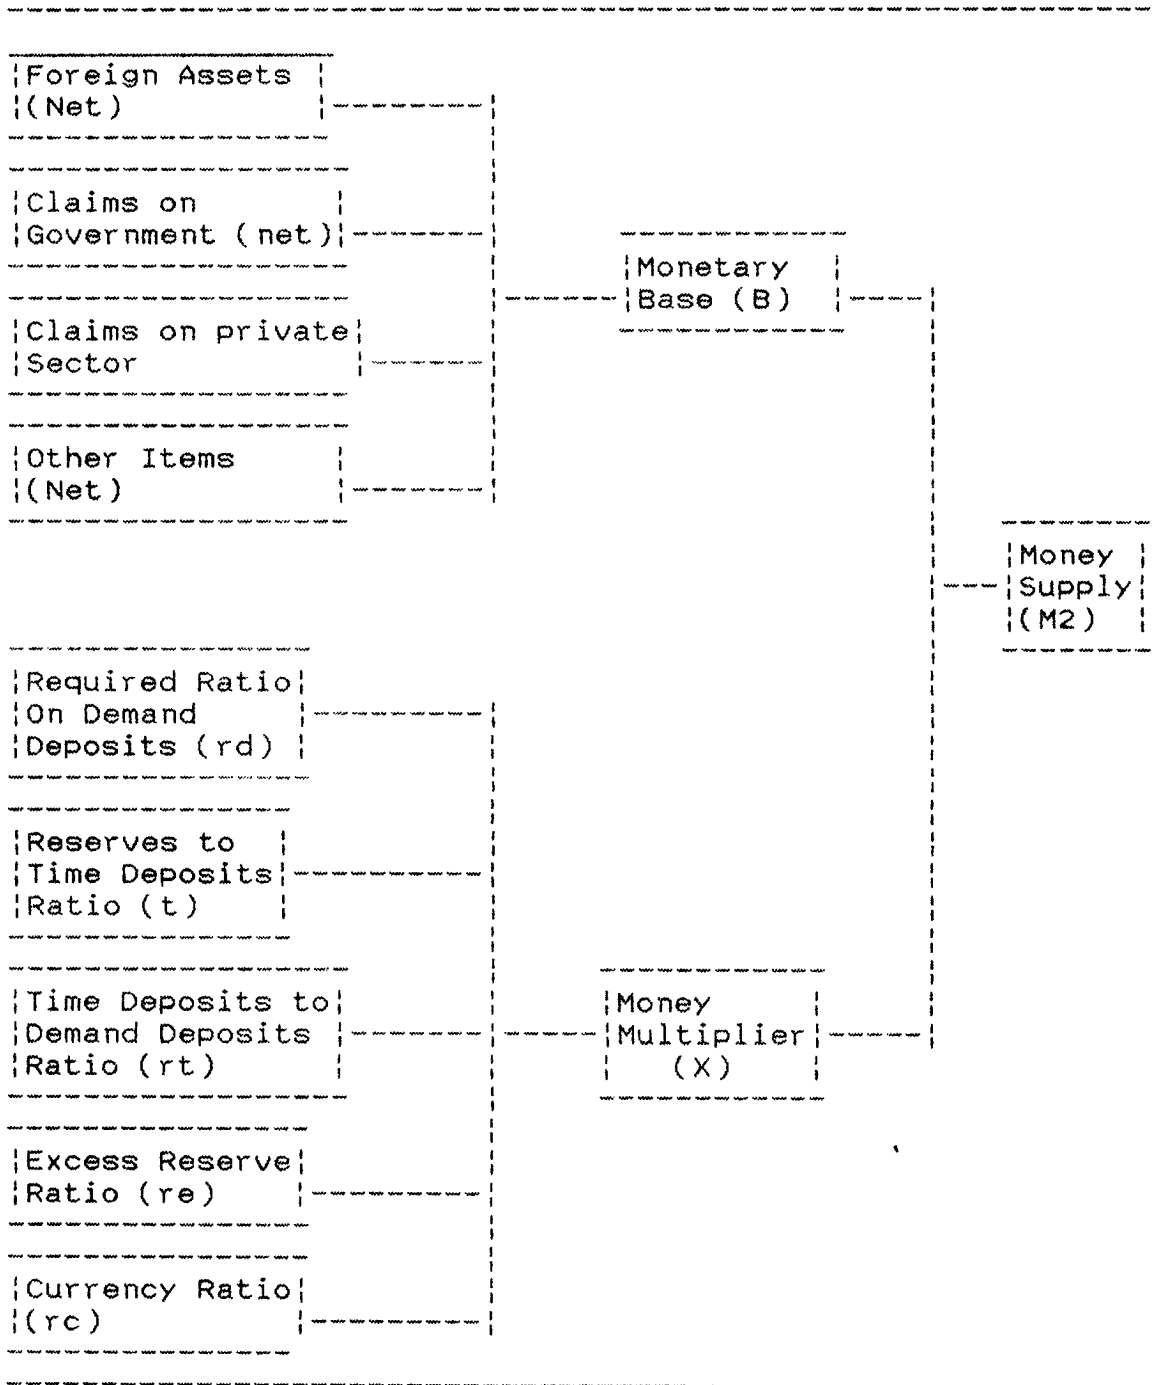 Foreign Assets
(Net)
Claims on
Government (net)
Monetary
Base (B)
Claims on private
Sector
Other Items
(Net)
Money
Supply
(M2)
Required Ratio
On Demand
Deposits (rd)
Reserves to
Time Deposits
Ratio (t)
Time Deposits to
Demand Deposits
Ratio (rt)
Money
Multiplier
(X)
Excess Reserve
Ratio (re)
Currency Ratio
(rc)